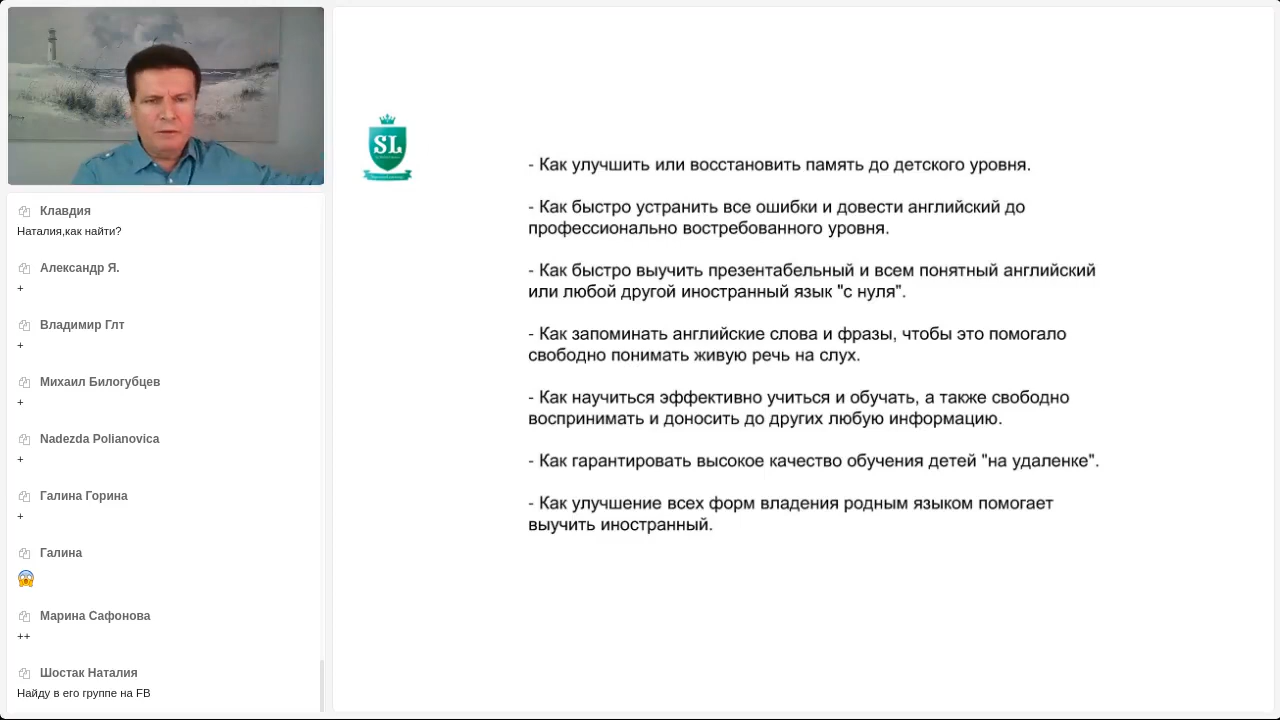 Клавдия
Наталия,как найти?
Александр Я.
+
Владимир Глт
+
Михаил Билогубцев
+
Nadezda Polianovica
+
Галина Горина
+
Галина
Марина Сафонова
++
Шостак Наталия
Найду в его группе на FB
SL
- Как улучшить или восстановить память до детского уровня.
- Как быстро устранить все ошибки и довести английский до
профессионально востребованного уровня.
- Как быстро выучить презентабельный и всем понятный английский
или любой другой иностранный язык "с нуля".
- Как запоминать английские слова и фразы, чтобы это помогало
свободно понимать живую речь на слух.
- Как научиться эффективно учиться и обучать, а также свободно
воспринимать и доносить до других любую информацию.
- Как гарантировать высокое качество обучения детей "на удаленке".
- Как улучшение всех форм владения родным языком помогает
выучить иностранный.